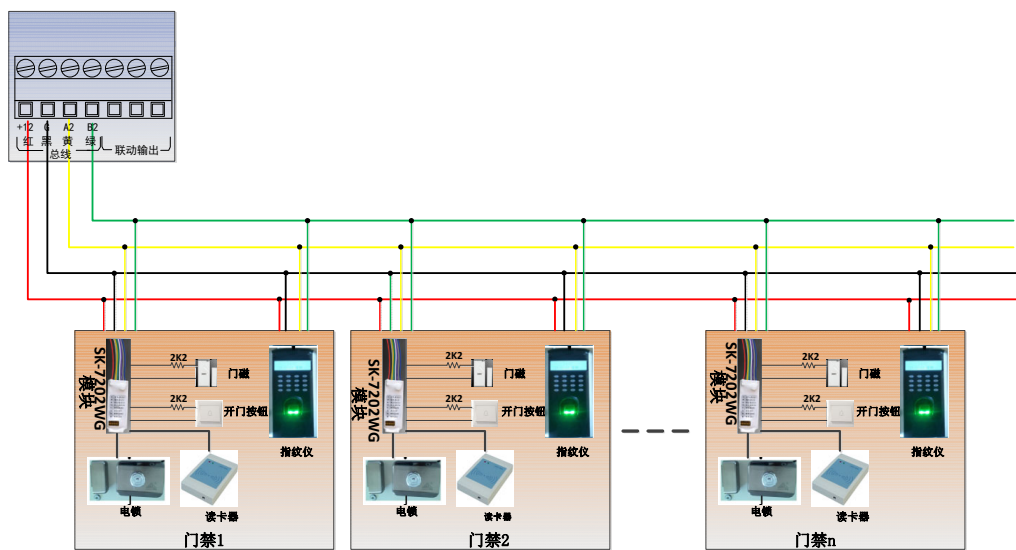 +12 G A2 B2
红 黑 黄 绿
总线
联动输出
SK-7202WG
模块
2K2
门磁
2K2
开门按钮
指纹仪
电锁
读卡器
门禁1
SK-7202WG
模块
2K2
门磁
2K2
开门按钮
指纹仪
电锁
读卡器
门禁2
SK-7202WG
模块
2K2
门磁
2K2
开门按钮
指纹仪
电锁
读卡器
门禁n